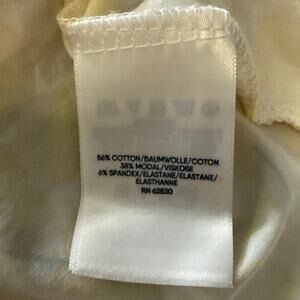 56% COTTON/BAUMWOLLE/COTON
38% MODAL/VISKOSE
6% SPANDEX/ELASTANE/ELASTANE/
ELASTHANNE
RN 62830